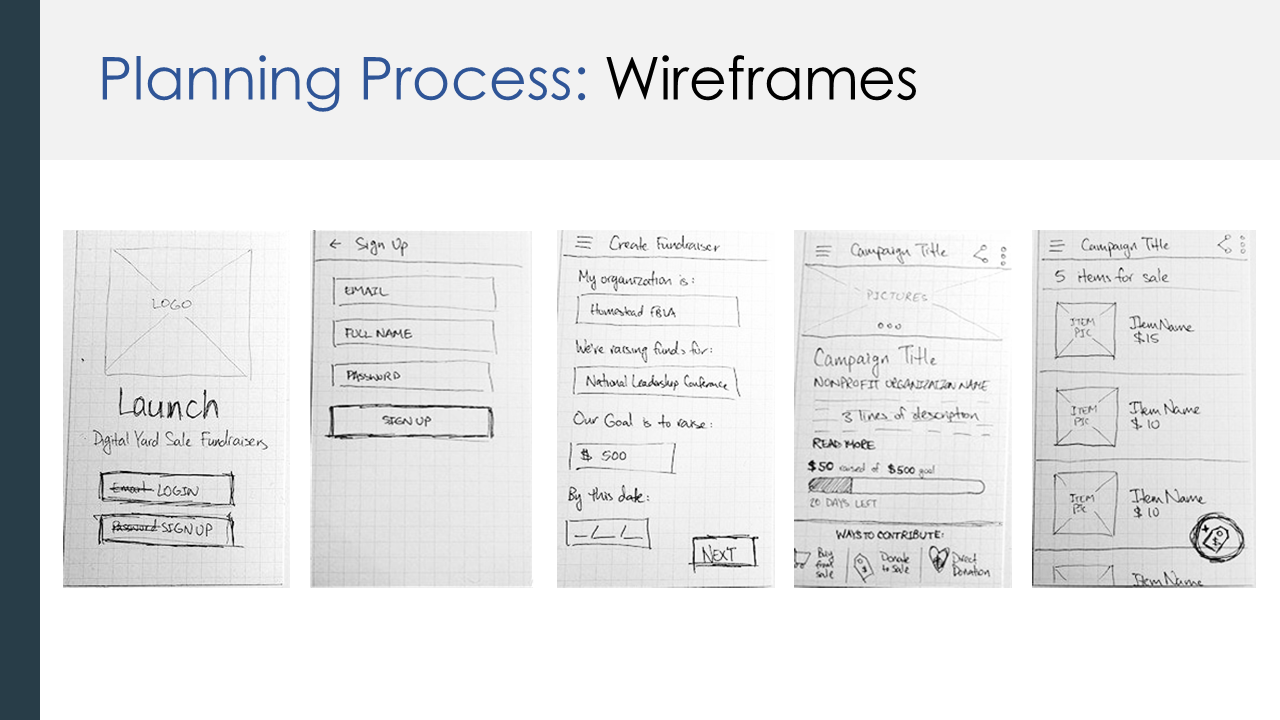 Planning Process: Wireframes
LOGO
Launch
Digital Yard Sale Fundraisers
Email LOGIN
Password SIGN UP
← Sign Up
EMAIL
FULL NAME
PASSWORD
SIGN UP
Create Fundraiser
My organization is:
Homestead FBLA
We're raising funds for:
National Leadership Conference
Our Goal is to raise:
$ 500
By this date:
_/_/_
NEXT
Campaign Title
PICTURES
Campaign Title
NONPROFIT ORGANIZATION NAME
3 lines of description
READ MORE
$50 raised of $500 goal
20 DAYS LEFT
WAYS TO CONTRIBUTE:
Buy from Sale
Donate to Sale
Direct Donation
Campaign Title
5 items for sale
ITEM PIC
Item Name
$15
ITEM PIC
Item Name
$10
ITEM PIC
Item Name
$10
Item Name